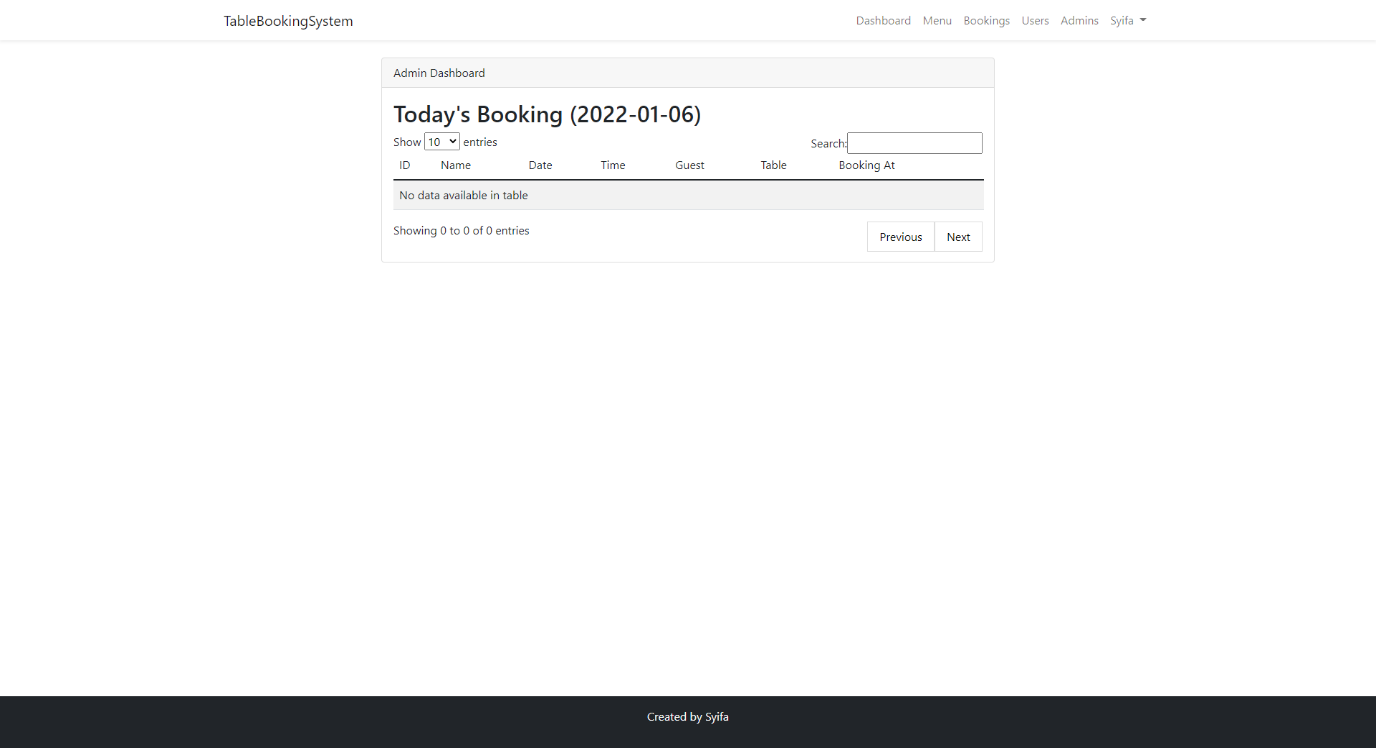 TableBookingSystem Dashboard Menu Bookings Users Admins Syifa
Admin Dashboard
Today's Booking (2022-01-06)
Show 10 entries Search:
ID Name Date Time Guest Table Booking At
No data available in table
Showing 0 to 0 of 0 entries Previous Next
Created by Syifa